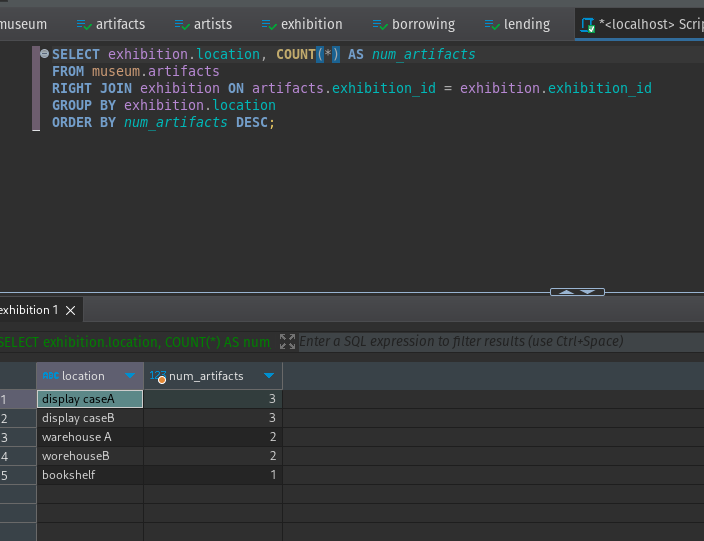 museum artifacts artists exhibition borrowing lending *<localhost> Scri
SELECT exhibition.location, COUNT(*) AS num_artifacts
FROM museum.artifacts
RIGHT JOIN exhibition ON artifacts.exhibition_id = exhibition.exhibition_id
GROUP BY exhibition.location
ORDER BY num_artifacts DESC;
exhibition 1
SELECT exhibition.location, COUNT(*) AS num Enter a SQL expression to filter results (use Ctrl+Space)
location 123 num_artifacts
1 display caseA 3
2 display caseB 3
3 warehouse A 2
4 worehouseB 2
5 bookshelf 1